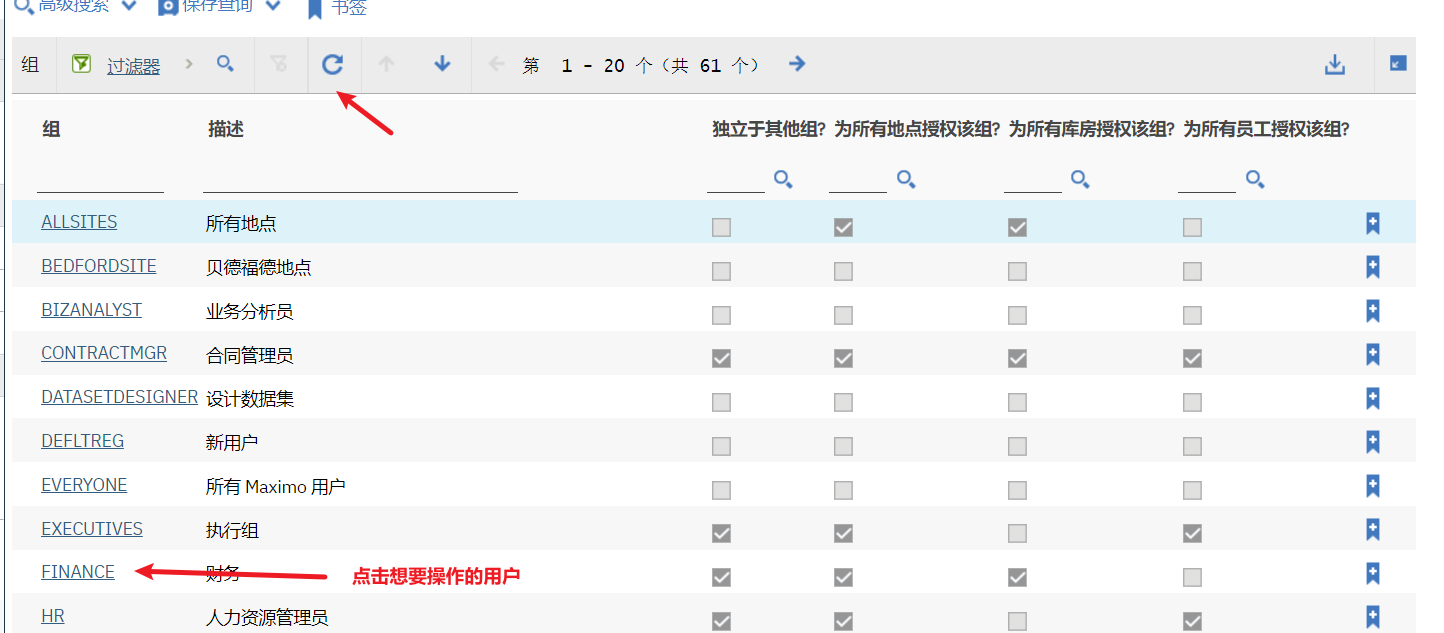 高级搜索 保存查询 书签
组 过滤器 第 1 - 20 个（共 61 个）
组 描述 独立于其他组? 为所有地点授权该组? 为所有库房授权该组? 为所有员工授权该组?
ALLSITES 所有地点
BEDFORDSITE 贝德福德地点
BIZANALYST 业务分析员
CONTRACTMGR 合同管理员
DATASETDESIGNER 设计数据集
DEFLTREG 新用户
EVERYONE 所有 Maximo 用户
EXECUTIVES 执行组
FINANCE 财务 点击想要操作的用户
HR 人力资源管理员